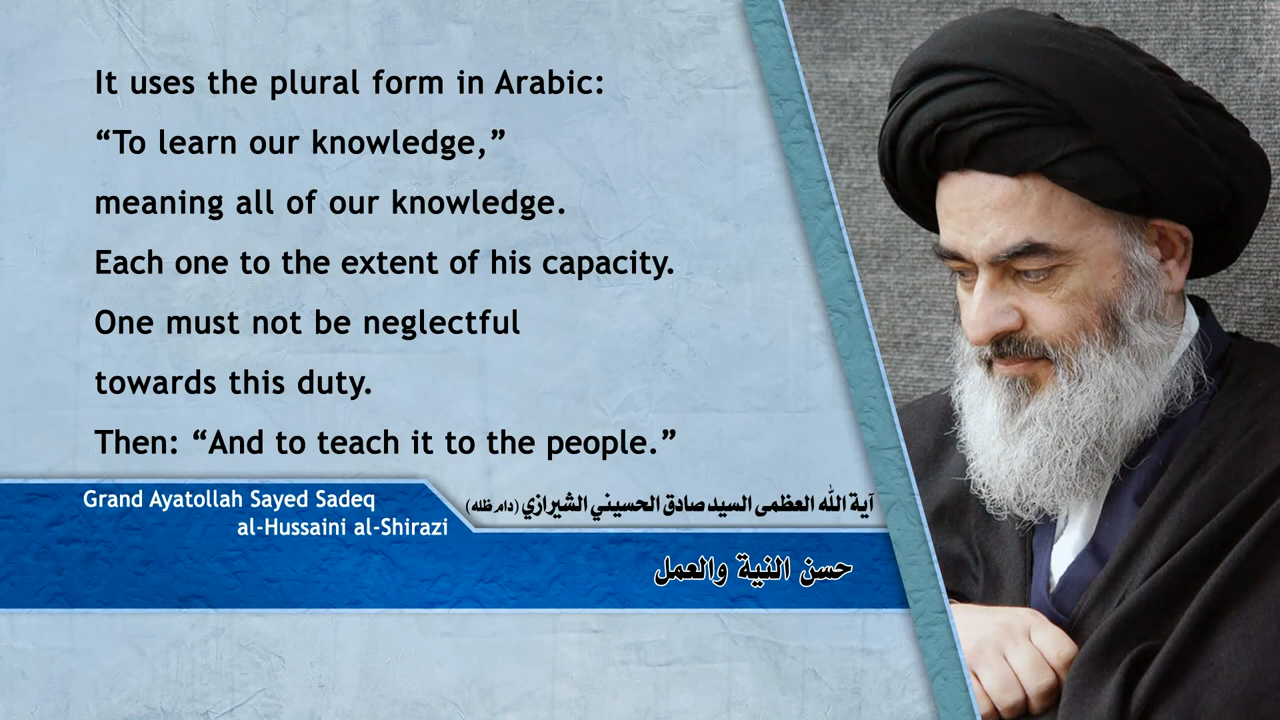 It uses the plural form in Arabic:
“To learn our knowledge,”
meaning all of our knowledge.
Each one to the extent of his capacity.
One must not be neglectful
towards this duty.
Then: “And to teach it to the people.”
Grand Ayatollah Sayed Sadeq
al-Hussaini al-Shirazi
آية الله العظمى السيد صادق الحسيني الشيرازي (دام ظله)
حسن النية والعمل